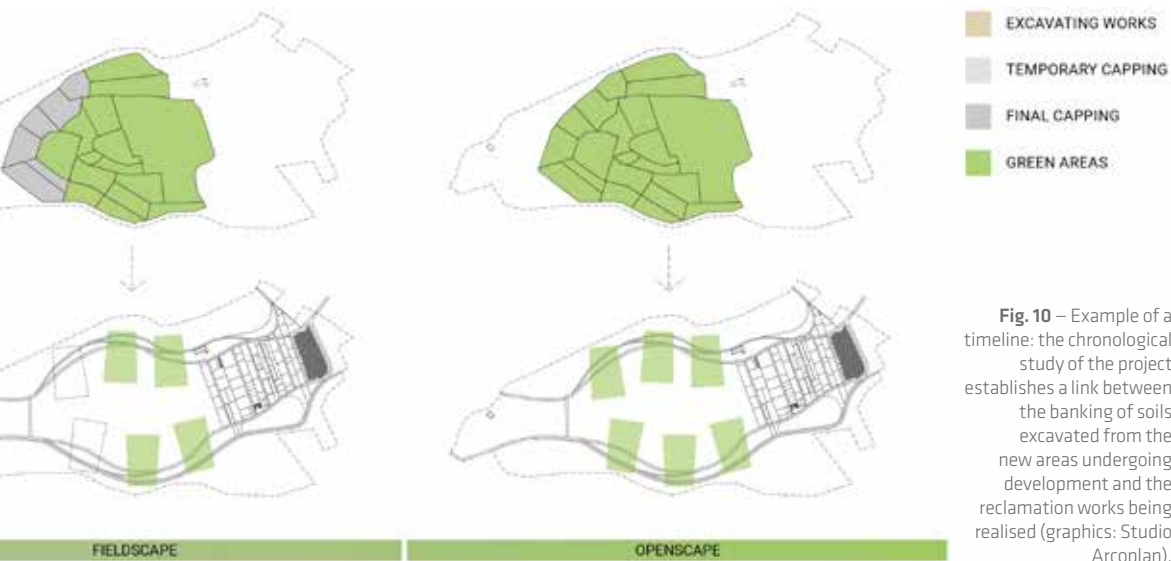 EXCAVATING WORKS
TEMPORARY CAPPING
FINAL CAPPING
GREEN AREAS
Fig. 10 – Example of a
timeline: the chronological
study of the project
establishes a link between
the banking of soils
excavated from the
new areas undergoing
development and the
reclamation works being
realised (graphics: Studio
Arcoplan).
FIELDSCAPE
OPENSCAPE